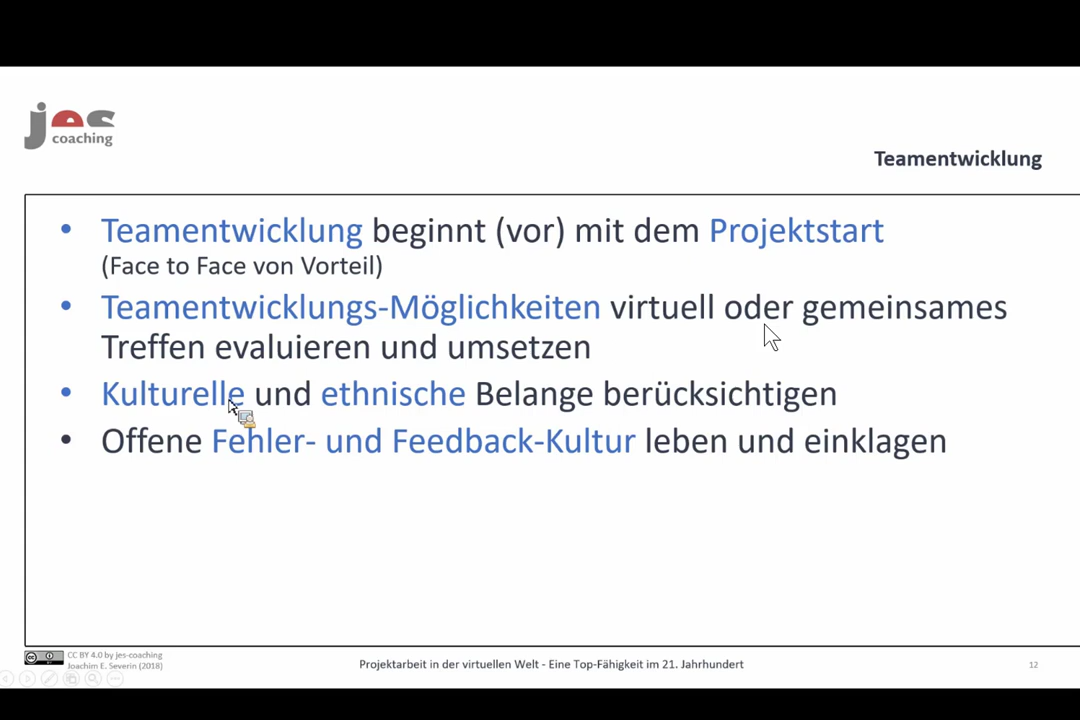 jes
coaching
Teamentwicklung
• Teamentwicklung beginnt (vor) mit dem Projektstart
(Face to Face von Vorteil)
• Teamentwicklungs-Möglichkeiten virtuell oder gemeinsames
Treffen evaluieren und umsetzen
• Kulturelle und ethnische Belange berücksichtigen
• Offene Fehler- und Feedback-Kultur leben und einklagen
CC BY 4.0 by jes-coaching
Joachim E. Severin (2018)
Projektarbeit in der virtuellen Welt - Eine Top-Fähigkeit im 21. Jahrhundert
12